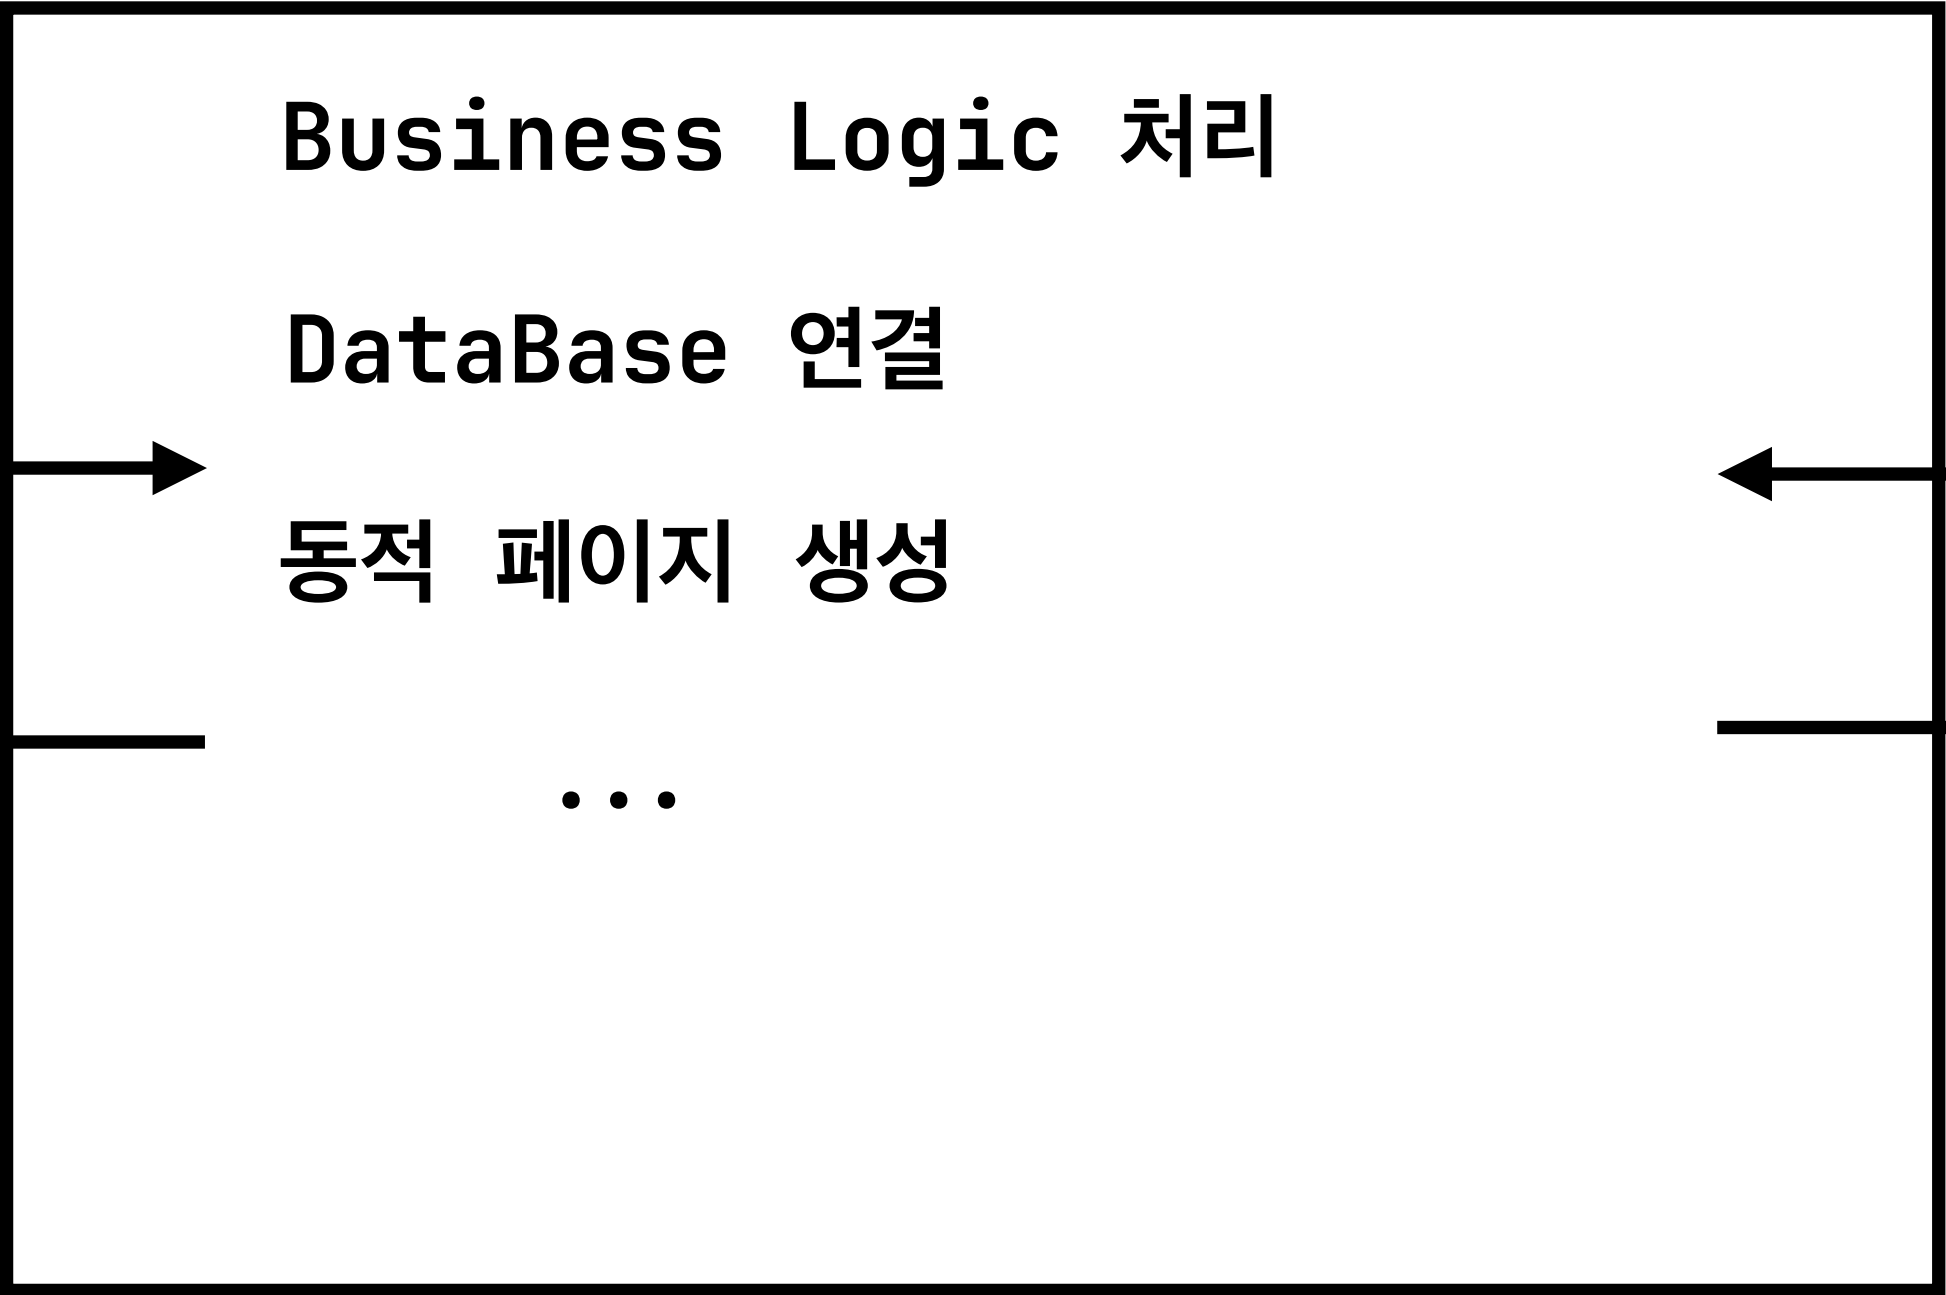 Business Logic 처리
DataBase 연결
동적 페이지 생성
...